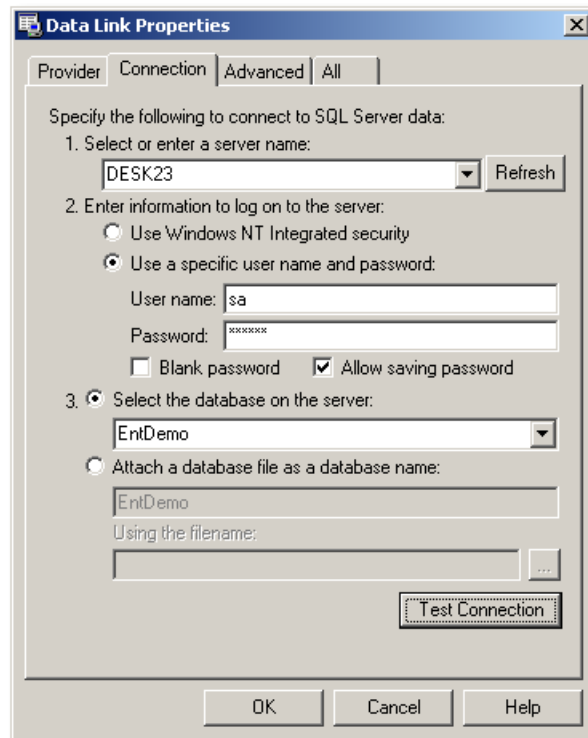 Data Link Properties
Provider Connection Advanced All
Specify the following to connect to SQL Server data:
1. Select or enter a server name:
DESK23 Refresh
2. Enter information to log on to the server:
Use Windows NT Integrated security
Use a specific user name and password:
User name: sa
Password: ******
Blank password Allow saving password
3. Select the database on the server:
EntDemo
Attach a database file as a database name:
EntDemo
Using the filename:
...
Test Connection
OK Cancel Help